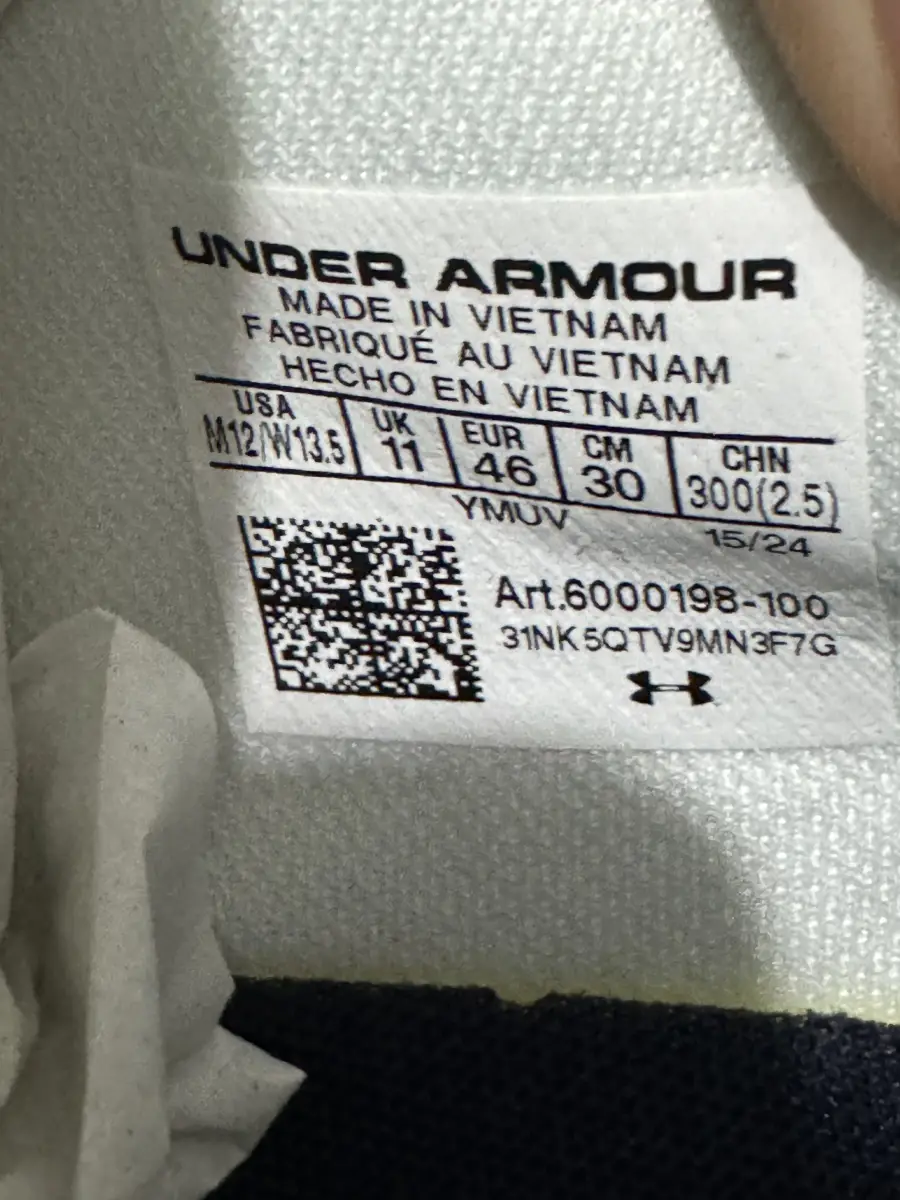 UNDER ARMOUR
MADE IN VIETNAM
FABRIQUÉ AU VIETNAM
HECHO EN VIETNAM
USA UK EUR CM CHN
M12/W13.5 11 46 30 300(2.5)
YMUV 15/24
Art.6000198-100
31NK5QTV9MN3F7G